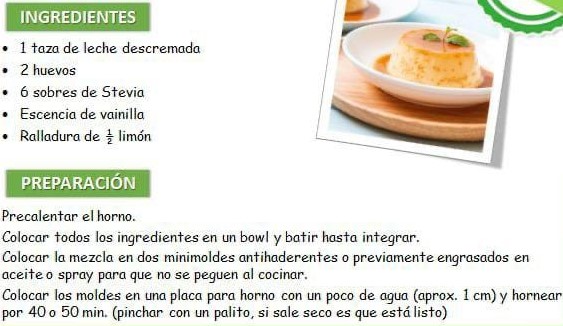 INGREDIENTES
• 1 taza de leche descremada
• 2 huevos
• 6 sobres de Stevia
• Escencia de vainilla
• Ralladura de ½ limón
PREPARACIÓN
Precalentar el horno.
Colocar todos los ingredientes en un bowl y batir hasta integrar.
Colocar la mezcla en dos minimoldes antihaderentes o previamente engrasados en
aceite o spray para que no se peguen al cocinar.
Colocar los moldes en una placa para horno con un poco de agua (aprox. 1 cm) y hornear
por 40 o 50 min. (pinchar con un palito, si sale seco es que está listo)